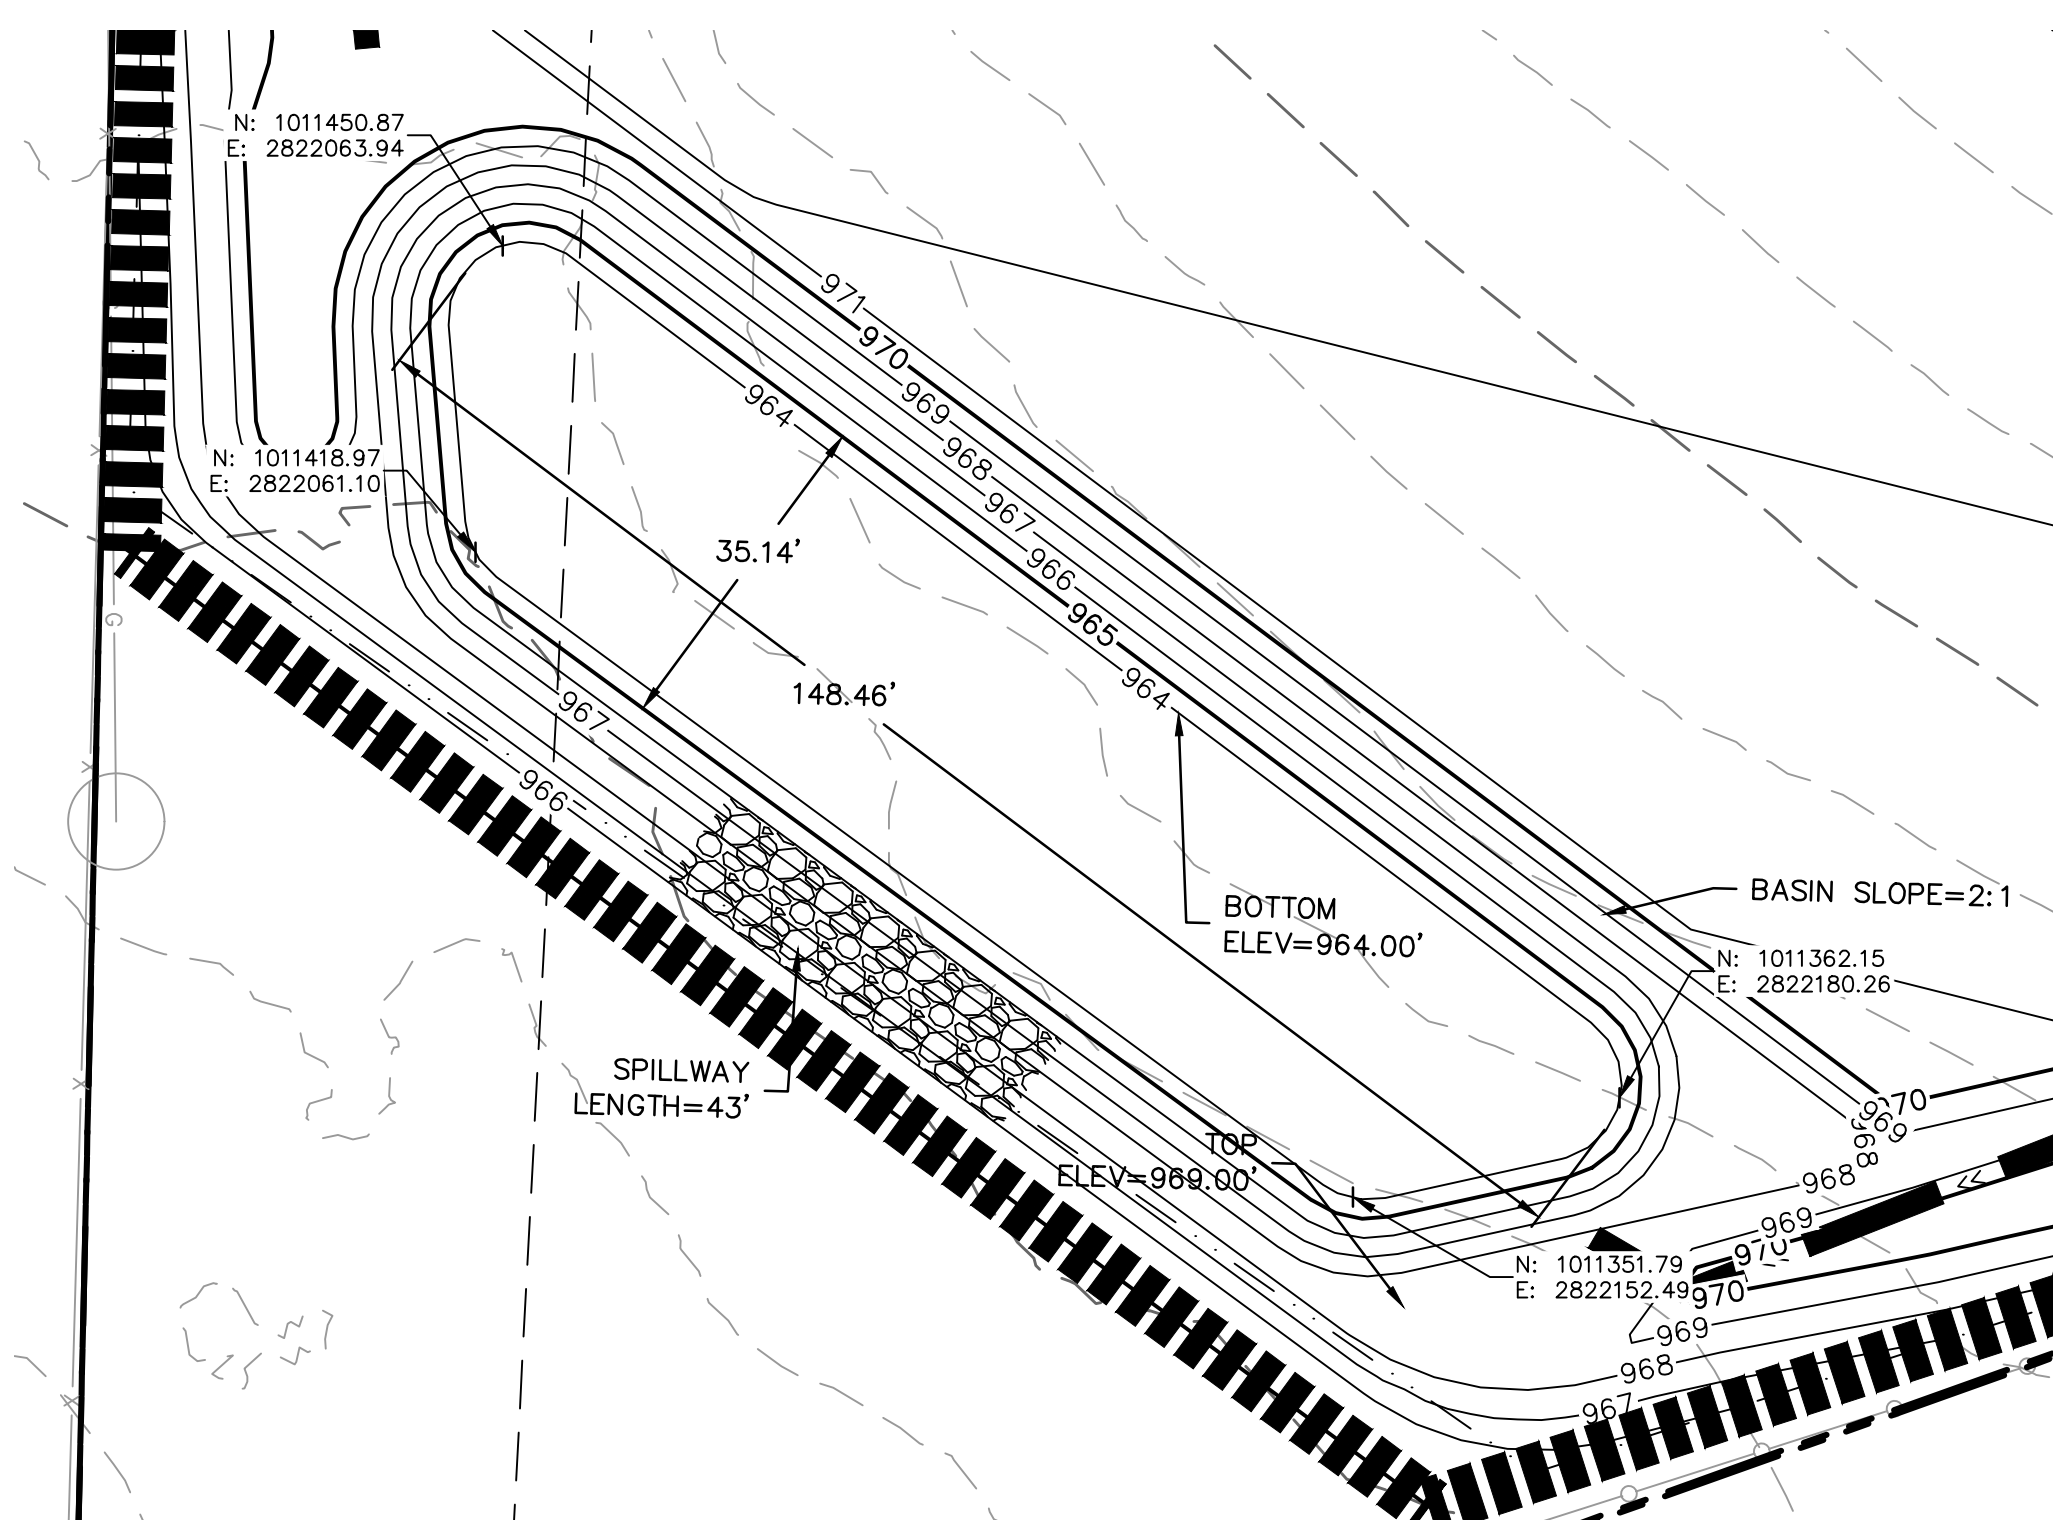 N: 1011450.87
E: 2822063.94
971
970
969
964
968
N: 1011418.97
E: 2822061.10
967
35.14'
966
965
G
964
148.46'
967
966
BASIN SLOPE=2:1
BOTTOM
ELEV=964.00'
N: 1011362.15
E: 2822180.26
SPILLWAY
LENGTH=43'
970
969
968
TOP
ELEV=969.00'
968
969
970
N: 1011351.79
E: 2822152.49
970
969
968
967